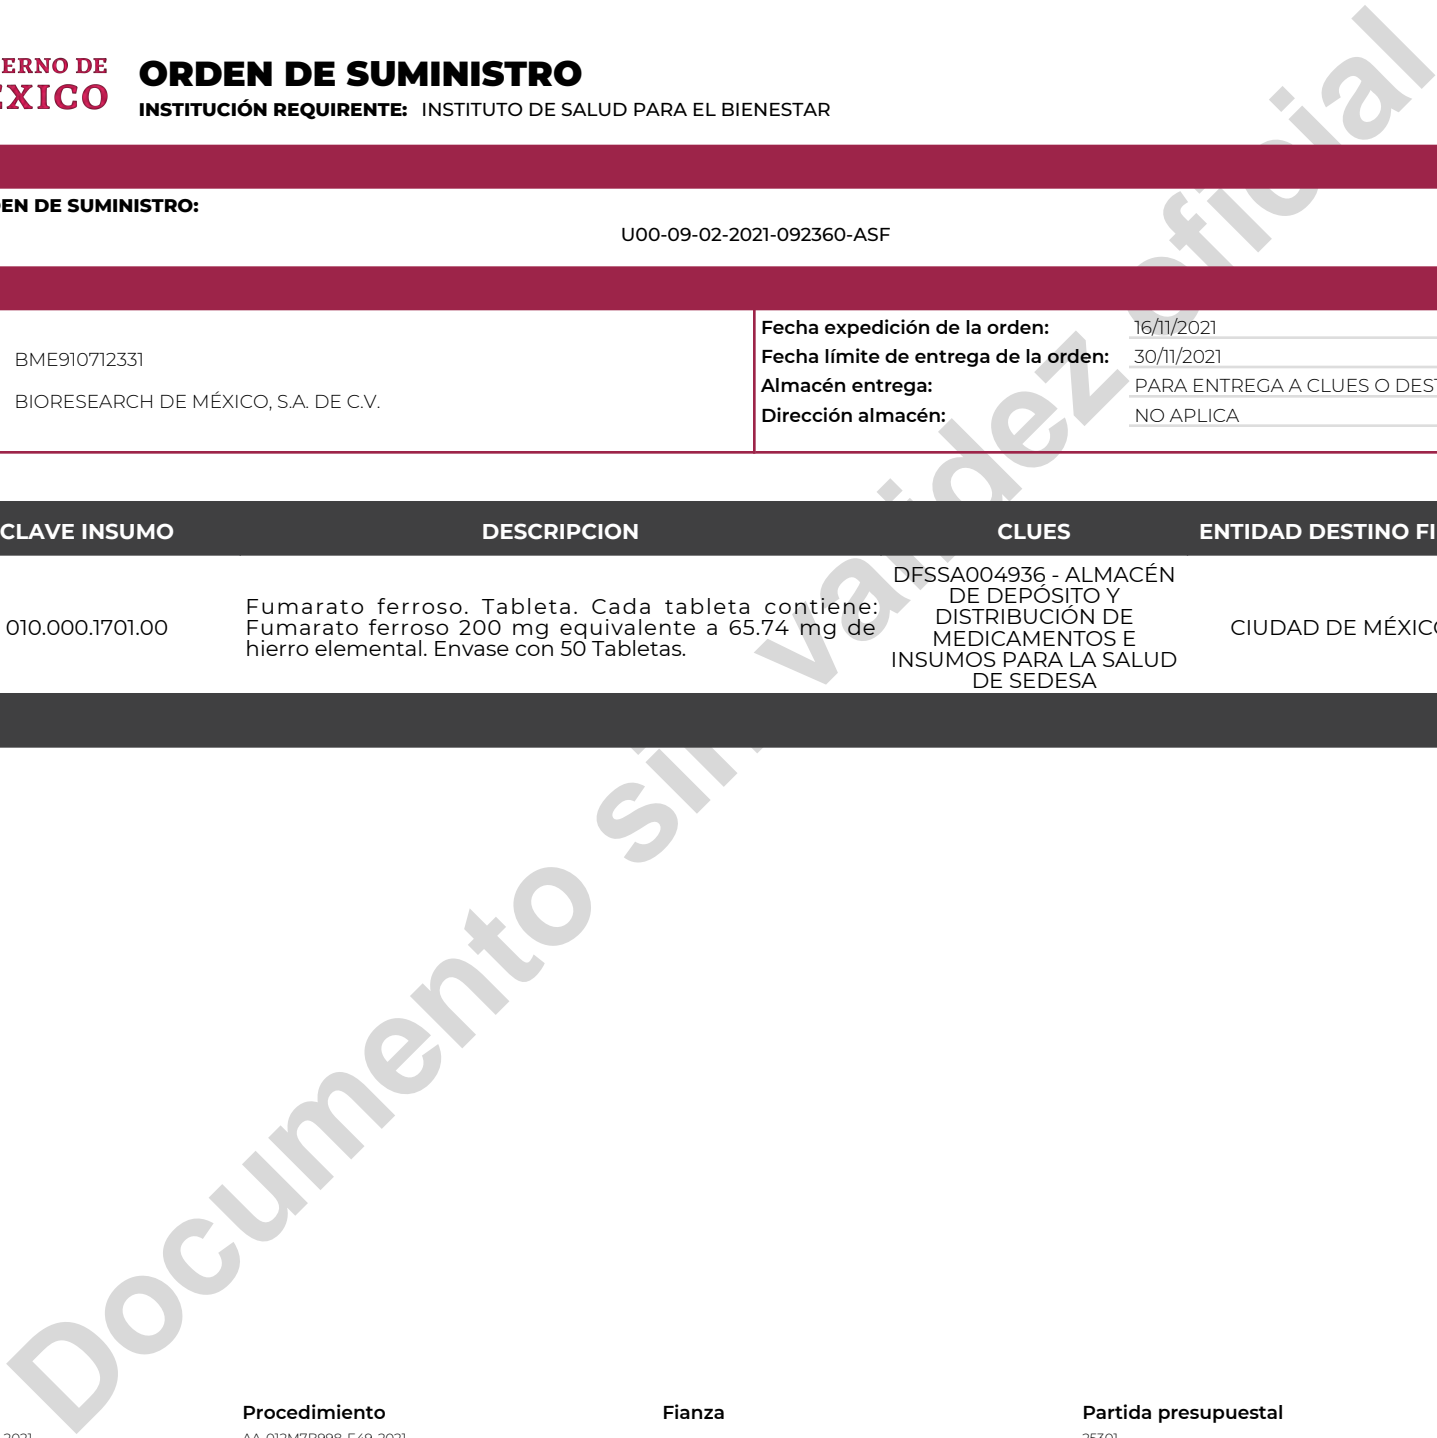 ORDEN DE SUMINISTRO
INSTITUCIÓN REQUIRENTE: INSTITUTO DE SALUD PARA EL BIENESTAR
ERNO DE
EXICO
EN DE SUMINISTRO:
U00-09-02-2021-092360-ASF
BME910712331
BIORESEARCH DE MÉXICO, S.A. DE C.V.
Fecha expedición de la orden: 16/11/2021
Fecha límite de entrega de la orden: 30/11/2021
Almacén entrega: PARA ENTREGA A CLUES O DEST
Dirección almacén: NO APLICA
CLAVE INSUMO DESCRIPCION CLUES ENTIDAD DESTINO FI
010.000.1701.00
Fumarato ferroso. Tableta. Cada tableta contiene:
Fumarato ferroso 200 mg equivalente a 65.74 mg de
hierro elemental. Envase con 50 Tabletas.
DFSSA004936 - ALMACÉN
DE DEPÓSITO Y
DISTRIBUCIÓN DE
MEDICAMENTOS E
INSUMOS PARA LA SALUD
DE SEDESA
CIUDAD DE MÉXICO
Documento sin validez oficial
Procedimiento Fianza Partida presupuestal